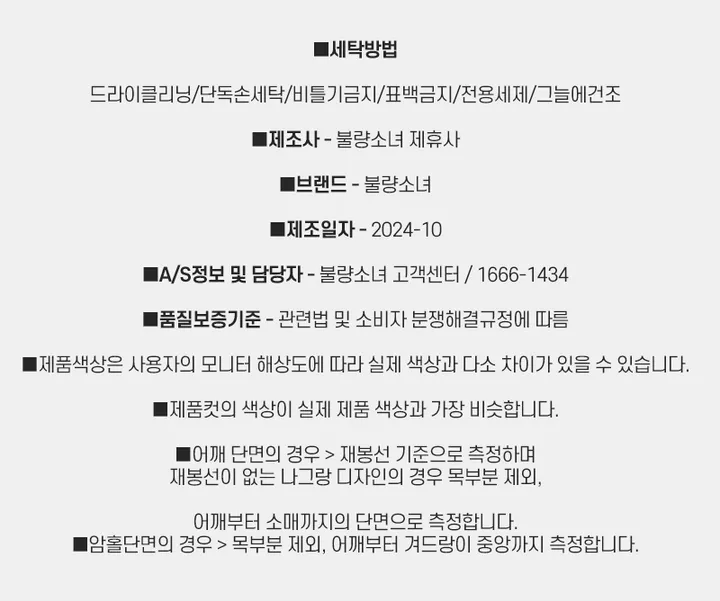 ■세탁방법
드라이클리닝/단독손세탁/비틀기금지/표백금지/전용세제/그늘에건조
■제조사 - 불량소녀 제휴사
■브랜드 - 불량소녀
■제조일자 - 2024-10
■A/S정보 및 담당자 - 불량소녀 고객센터 / 1666-1434
■품질보증기준 - 관련법 및 소비자 분쟁해결규정에 따름
■제품색상은 사용자의 모니터 해상도에 따라 실제 색상과 다소 차이가 있을 수 있습니다.
■제품컷의 색상이 실제 제품 색상과 가장 비슷합니다.
■어깨 단면의 경우 > 재봉선 기준으로 측정하며
재봉선이 없는 나그랑 디자인의 경우 목부분 제외,
어깨부터 소매까지의 단면으로 측정합니다.
■암홀단면의 경우 > 목부분 제외, 어깨부터 겨드랑이 중앙까지 측정합니다.